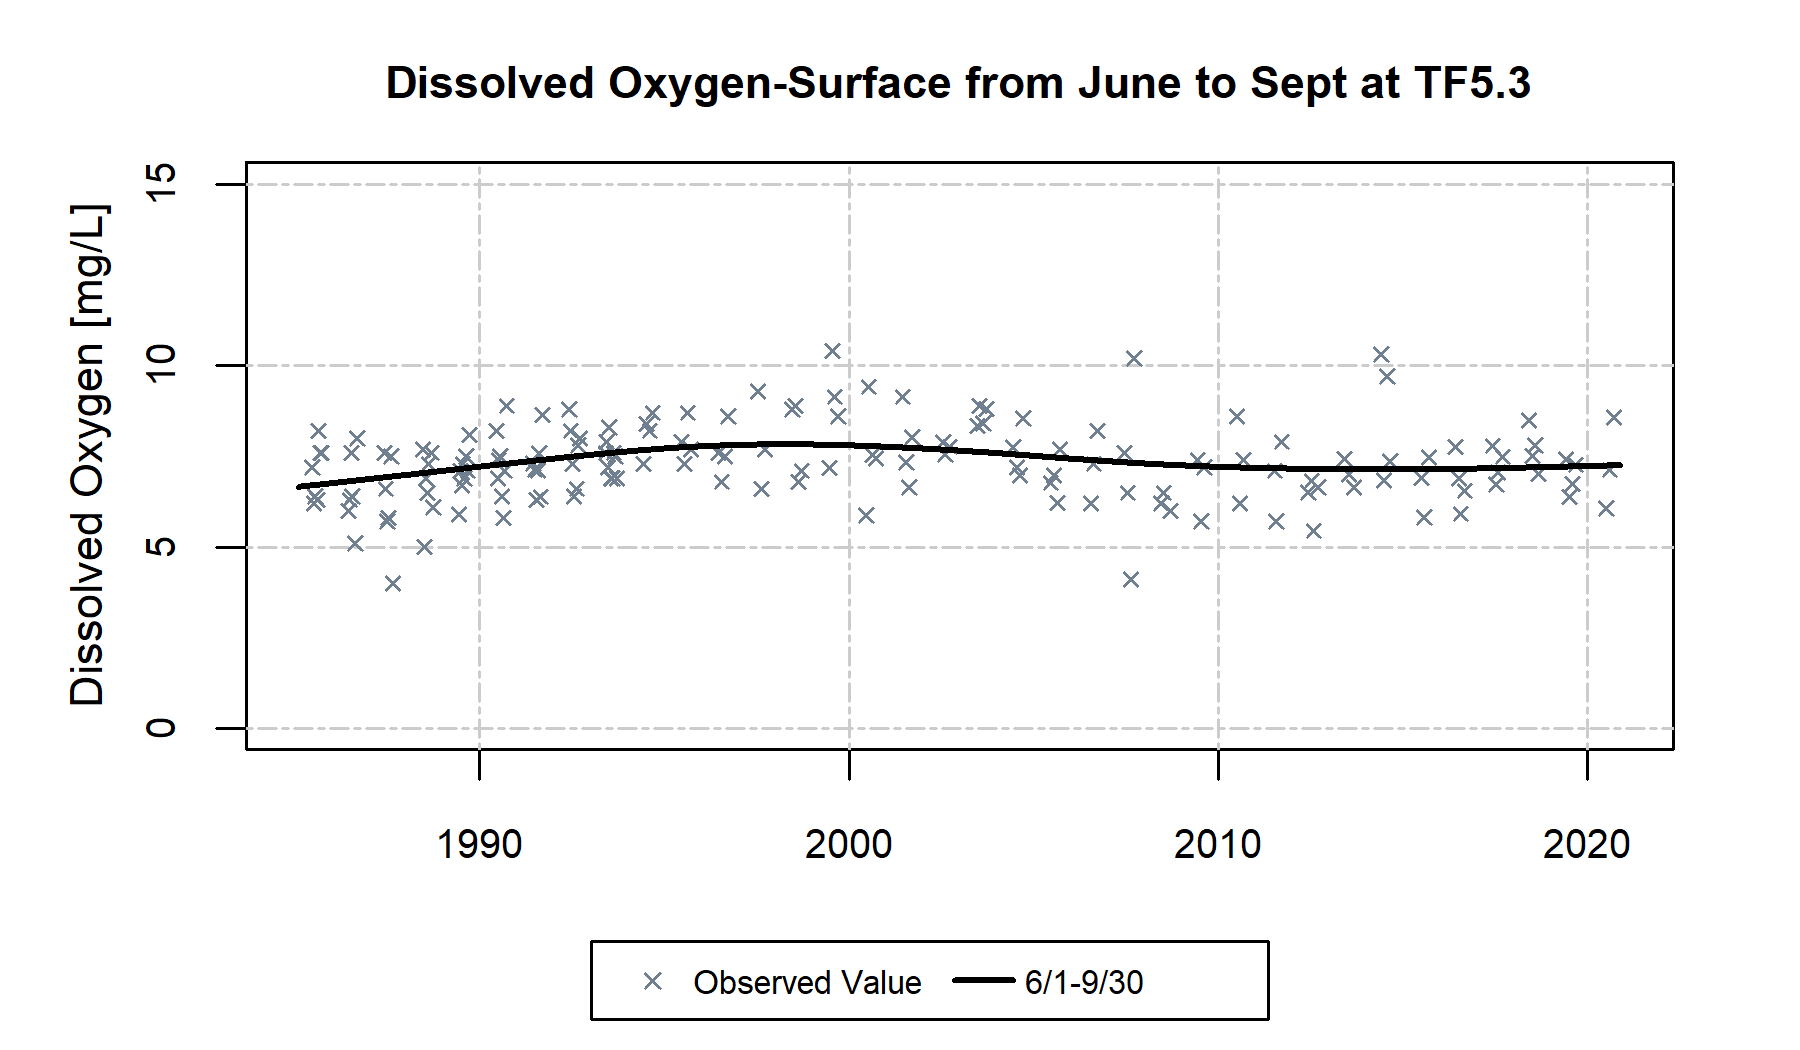 Dissolved Oxygen-Surface from June to Sept at TF5.3
Dissolved Oxygen [mg/L]
15
10
5
0
1990 2000 2010 2020
Observed Value 6/1-9/30